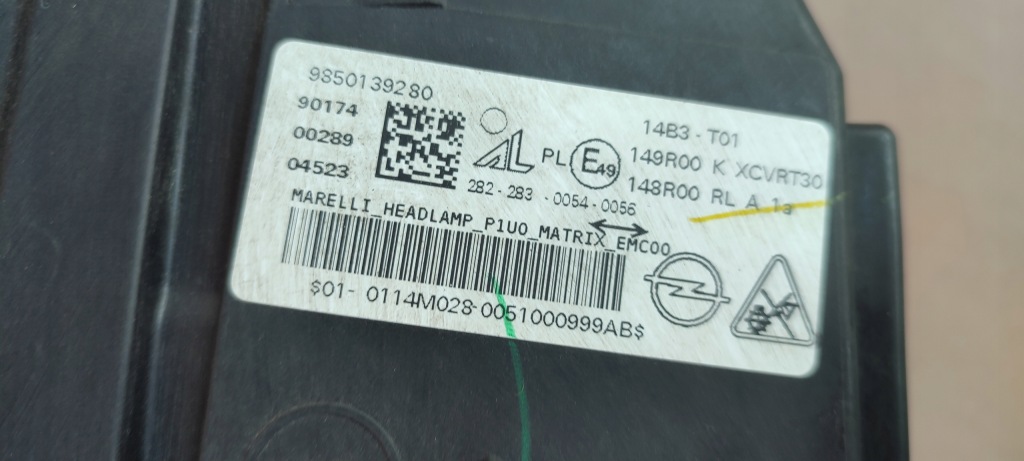 9850139280
90174
00289
04523
AL
PL E49
282-283 .0054-0056
14B3-T01
149R00 K XCVRT30
148R00 RL A 1a
MARELLI_HEADLAMP_P1U0_MATRIX_EMC00
$01-0114M028-0051000999AB$